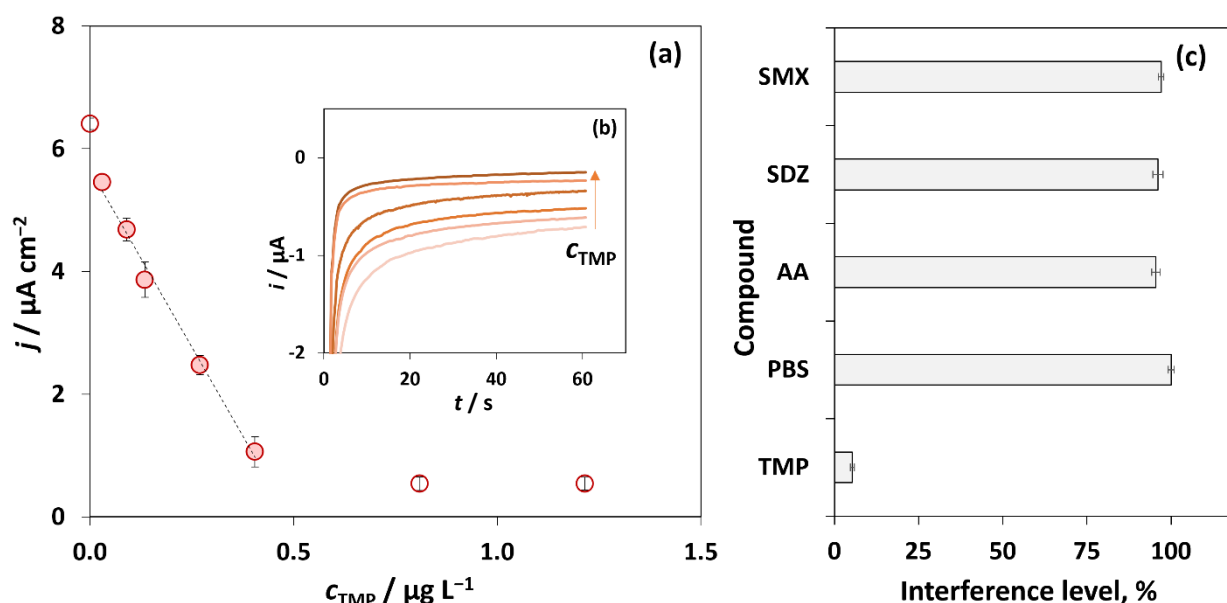 8
6
4
2
0
j / µA cm⁻²
0.0
0.5
1.0
1.5
c_TMP / µg L⁻¹
(a)
(b)
0
-1
-2
i / µA
0
20
40
60
t / s
c_TMP
(c)
SMX
SDZ
AA
PBS
TMP
Compound
0
25
50
75
100
Interference level, %